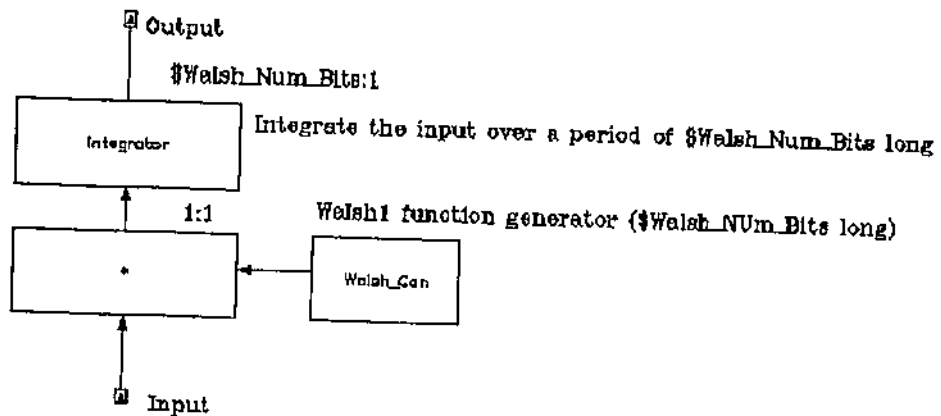 Output
$Walsh_Num_Bits:1
Integrator
Integrate the input over a period of $Walsh_Num_Bits long
1:1
Walsh1 function generator ($Walsh_NUm_Bits long)
*
Walsh_Gen
Input